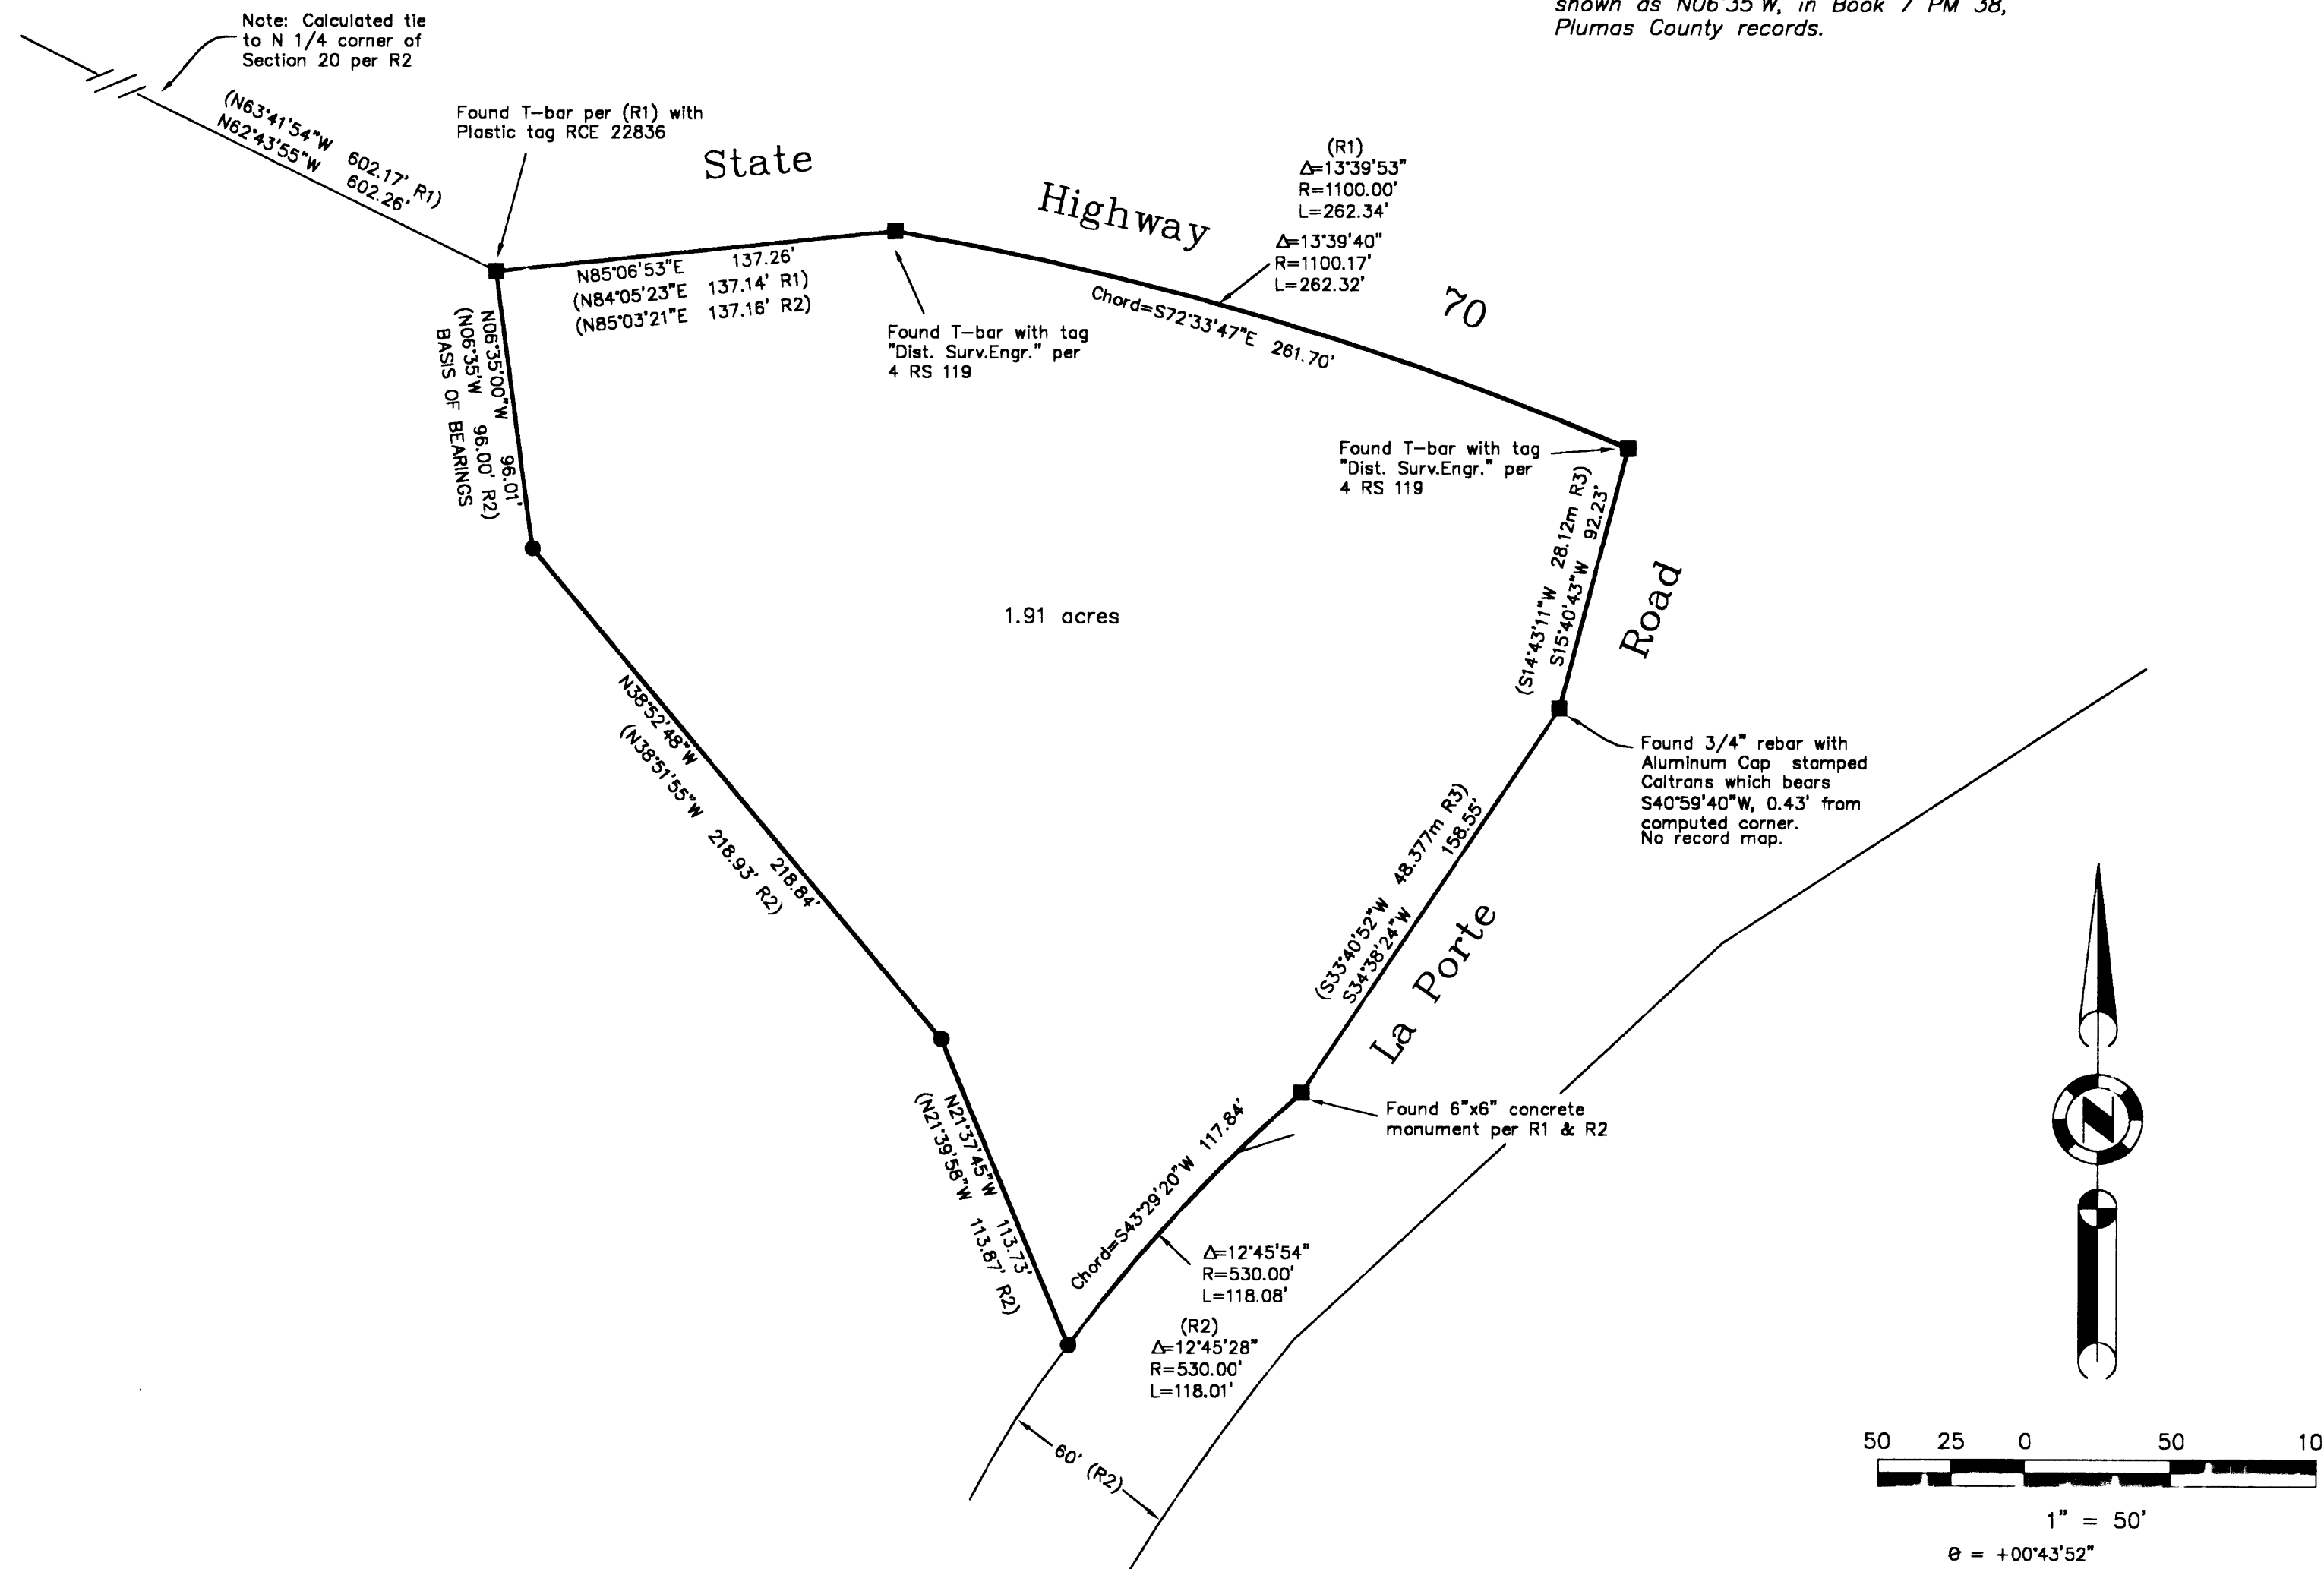 shown as N06°35'W, in Book 7 PM 38,
Plumas County records.
Note: Calculated tie
to N 1/4 corner of
Section 20 per R2
(N63°41'54"W 602.17' R1)
N62°43'55"W 602.26'
Found T-bar per (R1) with
Plastic tag RCE 22836
State
Highway
70
(R1)
Δ=13°39'53"
R=1100.00'
L=262.34'
Δ=13°39'40"
R=1100.17'
L=262.32'
N85°06'53"E 137.26'
(N84°05'23"E 137.14' R1)
(N85°03'21"E 137.16' R2)
Chord=S72°33'47"E 261.70'
Found T-bar with tag
"Dist. Surv.Engr." per
4 RS 119
N06°35'00"W 96.01'
(N06°35'W 96.00' R2)
BASIS OF BEARINGS
Found T-bar with tag
"Dist. Surv.Engr." per
4 RS 119
(S14°43'11"W 28.12m R3)
S15°40'43"W 92.23'
Road
1.91 acres
N38°52'48"W 218.84'
(N38°51'55"W 218.93' R2)
Found 3/4" rebar with
Aluminum Cap stamped
Caltrans which bears
S40°59'40"W, 0.43' from
computed corner.
No record map.
(S33°40'52"W 48.377m R3)
S34°38'24"W 158.55'
La Porte
Found 6"x6" concrete
monument per R1 & R2
N21°37'45"W 113.73'
(N21°39'58"W 113.87' R2)
Chord=S43°29'20"W 117.84'
Δ=12°45'54"
R=530.00'
L=118.08'
(R2)
Δ=12°45'28"
R=530.00'
L=118.01'
60' (R2)
N
50 25 0 50 10
1" = 50'
θ = +00°43'52"